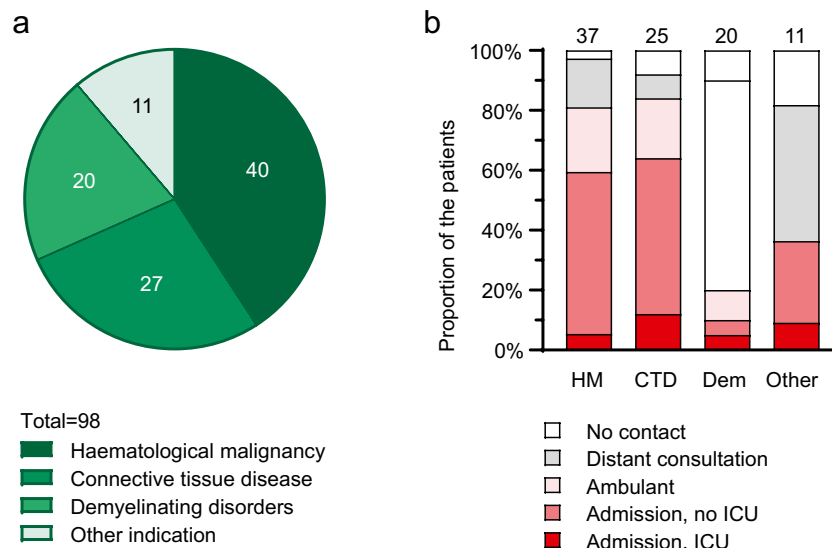 a
11
40
20
27
Total=98
Haematological malignancy
Connective tissue disease
Demyelinating disorders
Other indication
b
37 25 20 11
100%
80%
60%
40%
20%
0%
Proportion of the patients
HM CTD Dem Other
No contact
Distant consultation
Ambulant
Admission, no ICU
Admission, ICU